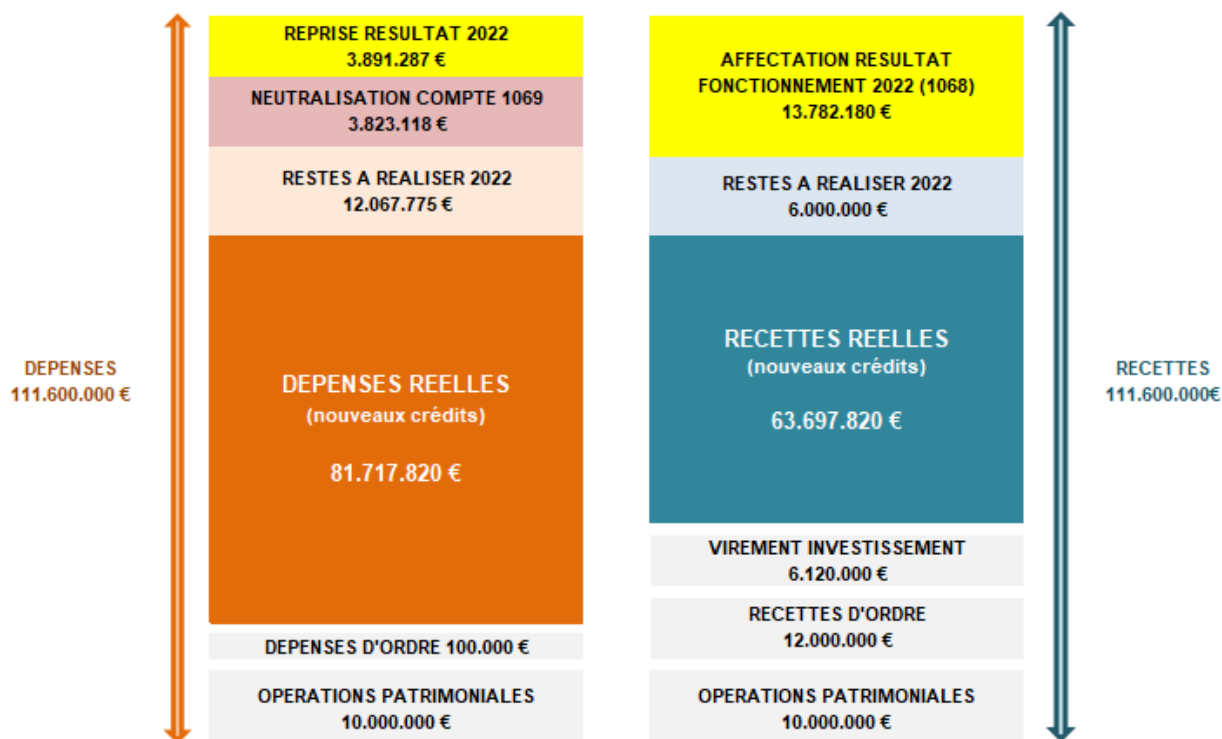 DEPENSES
111.600.000 €
REPRISE RESULTAT 2022
3.891.287 €
NEUTRALISATION COMPTE 1069
3.823.118 €
RESTES A REALISER 2022
12.067.775 €
DEPENSES REELLES
(nouveaux crédits)
81.717.820 €
DEPENSES D'ORDRE 100.000 €
OPERATIONS PATRIMONIALES
10.000.000 €
AFFECTATION RESULTAT
FONCTIONNEMENT 2022 (1068)
13.782.180 €
RESTES A REALISER 2022
6.000.000 €
RECETTES REELLES
(nouveaux crédits)
63.697.820 €
VIREMENT INVESTISSEMENT
6.120.000 €
RECETTES D'ORDRE
12.000.000 €
OPERATIONS PATRIMONIALES
10.000.000 €
RECETTES
111.600.000€